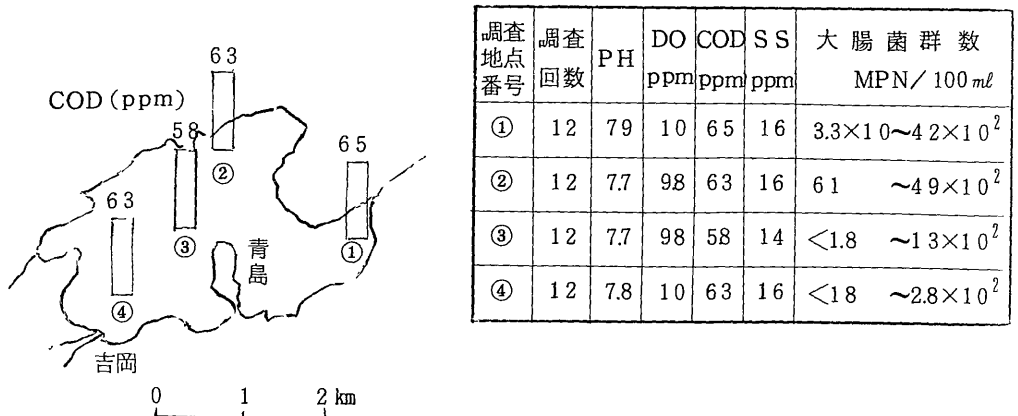 COD (ppm)
63
58
65
63
②
③
①
④
青島
吉岡
0 1 2 km
調査地点番号 調査回数 PH DO ppm COD ppm SS ppm 大腸菌群数 MPN/100ml
① 12 79 10 65 16 3.3×10~42×10²
② 12 7.7 98 63 16 61 ~49×10²
③ 12 7.7 98 58 14 <1.8 ~13×10²
④ 12 7.8 10 63 16 <18 ~2.8×10²